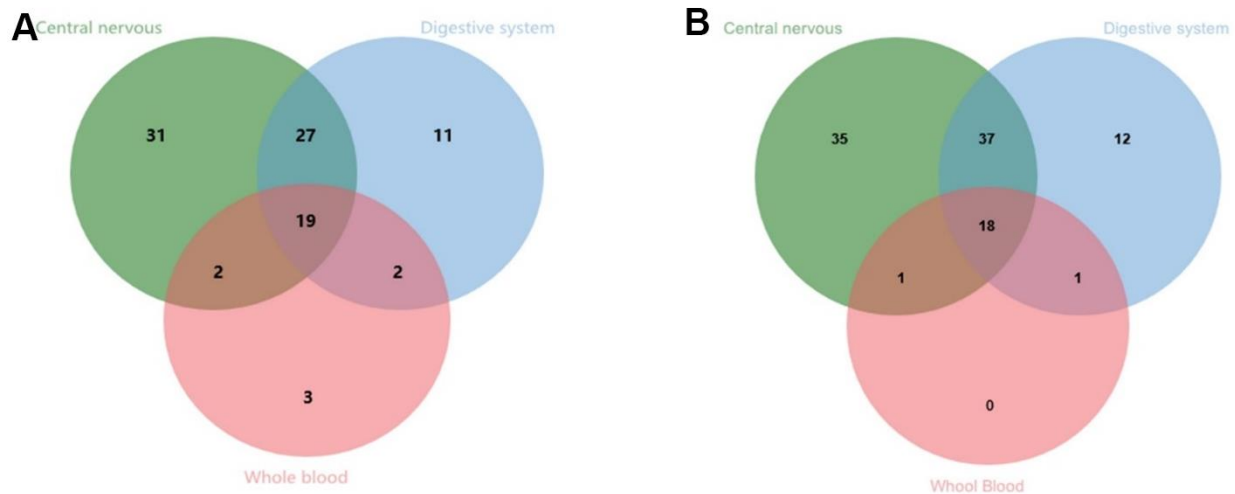 A
Central nervous
Digestive system
31
27
11
19
2
2
3
Whole blood
B
Central nervous
Digestive system
35
37
12
18
1
1
0
Whool Blood